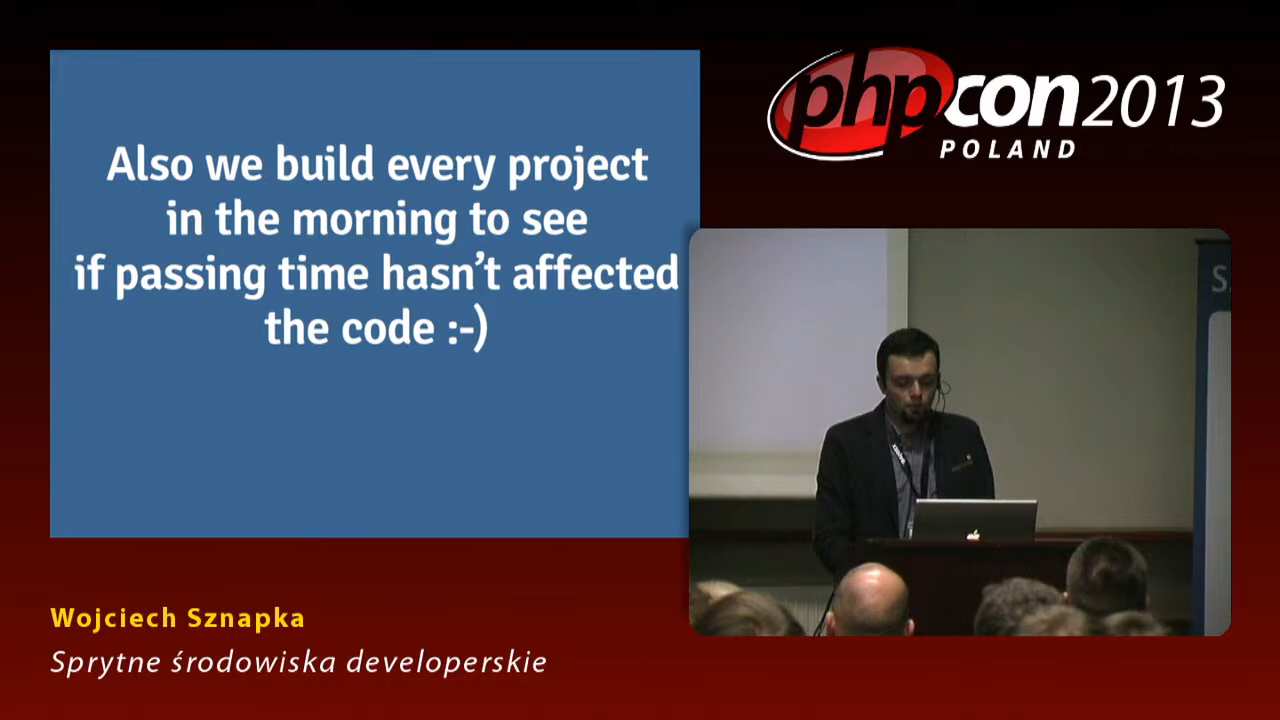 Also we build every project
in the morning to see
if passing time hasn't affected
the code :-)
phpcon2013
POLAND
Wojciech Sznapka
Sprytne środowiska developerskie